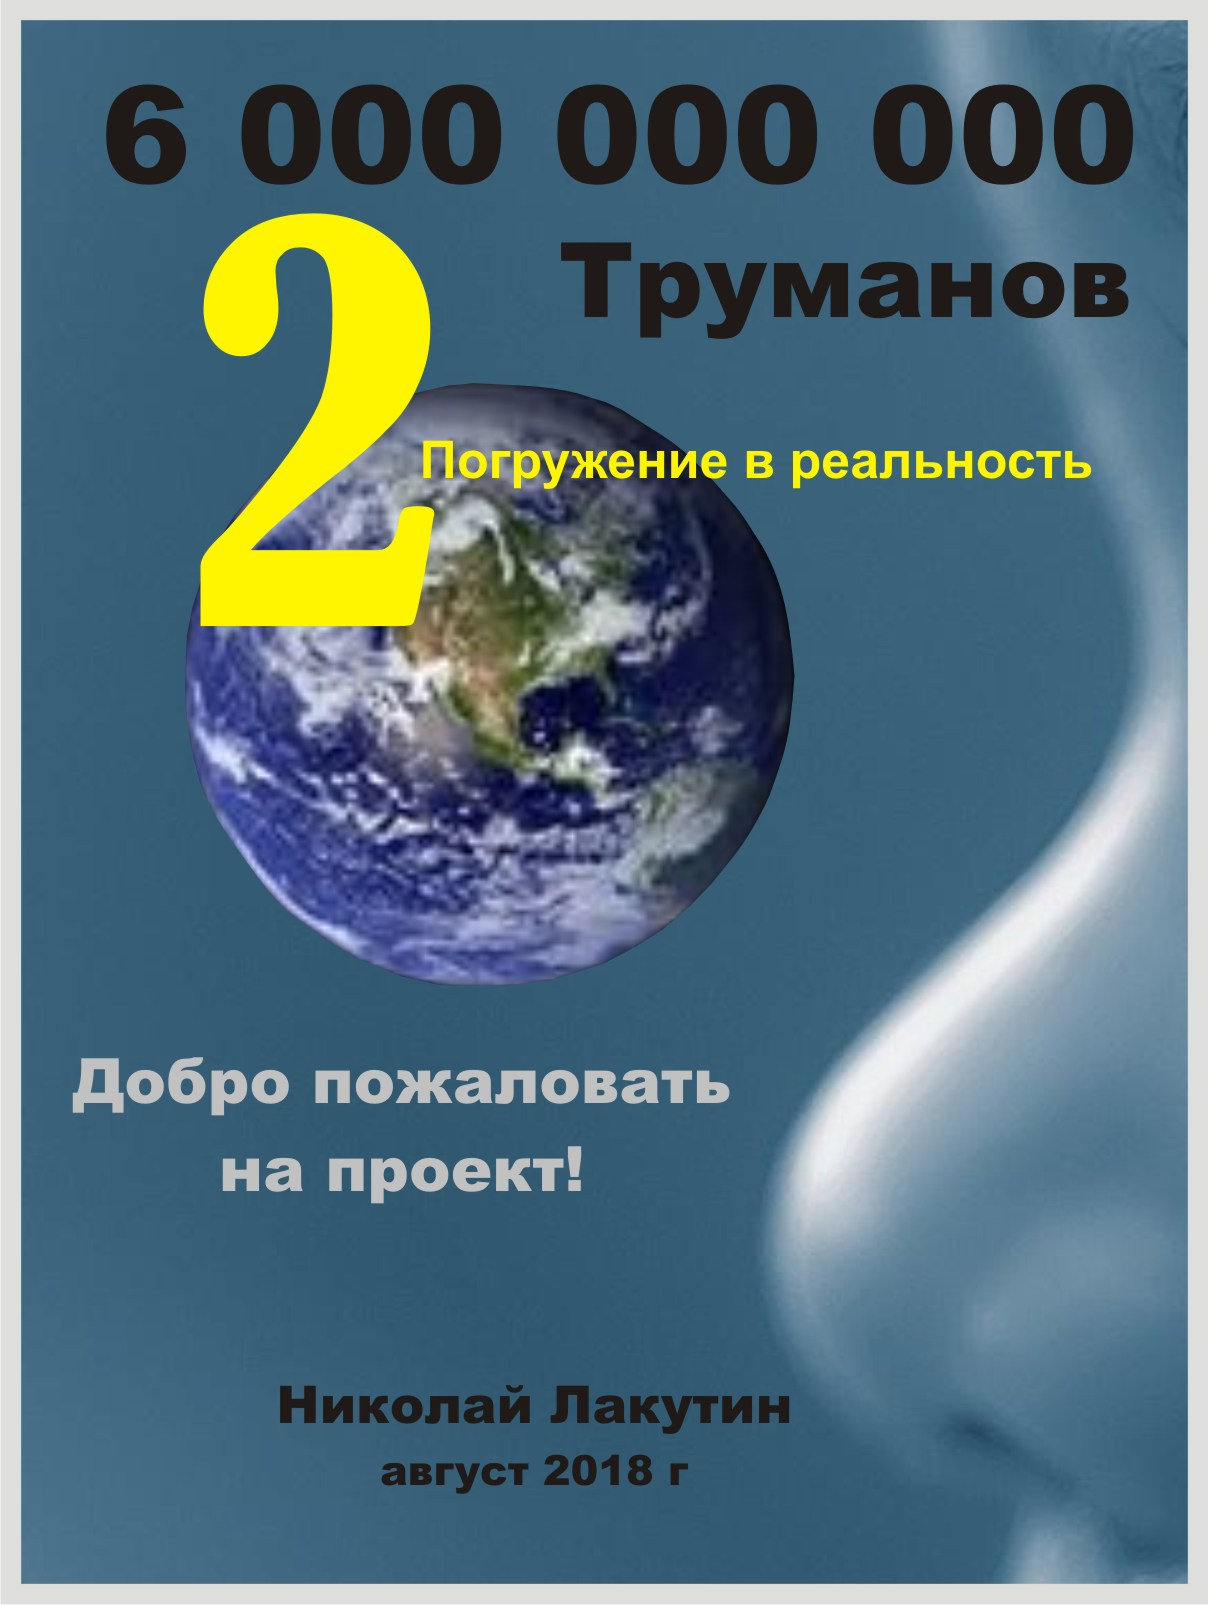 6 000 000 000
2
Труманов
Погружение в реальность
Добро пожаловать
на проект!
Николай Лакутин
август 2018 г